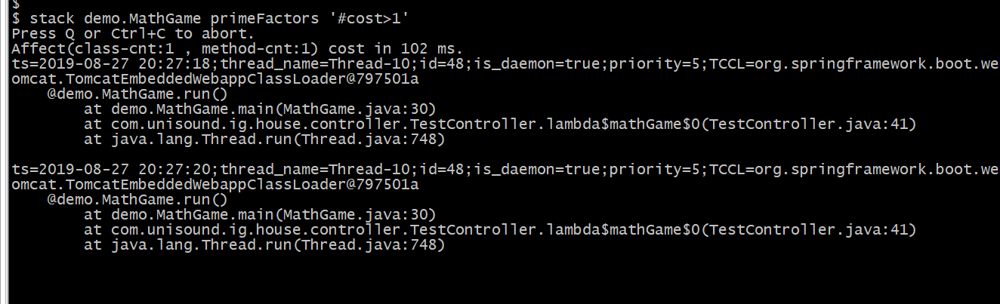 $
$ stack demo.MathGame primeFactors '#cost>1'
Press Q or Ctrl+C to abort.
Affect(class-cnt:1 , method-cnt:1) cost in 102 ms.
ts=2019-08-27 20:27:18;thread_name=Thread-10;id=48;is_daemon=true;priority=5;TCCL=org.springframework.boot.we
omcat.TomcatEmbeddedWebappClassLoader@797501a
    @demo.MathGame.run()
        at demo.MathGame.main(MathGame.java:30)
        at com.unisound.ig.house.controller.TestController.lambda$mathGame$0(TestController.java:41)
        at java.lang.Thread.run(Thread.java:748)

ts=2019-08-27 20:27:20;thread_name=Thread-10;id=48;is_daemon=true;priority=5;TCCL=org.springframework.boot.we
omcat.TomcatEmbeddedWebappClassLoader@797501a
    @demo.MathGame.run()
        at demo.MathGame.main(MathGame.java:30)
        at com.unisound.ig.house.controller.TestController.lambda$mathGame$0(TestController.java:41)
        at java.lang.Thread.run(Thread.java:748)